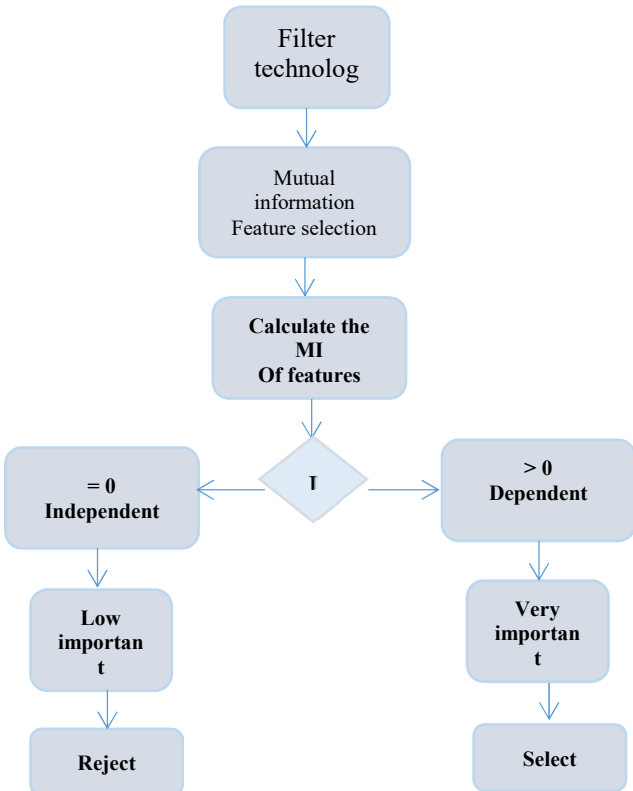 Filter
technolog
Mutual
information
Feature selection
Calculate the
MI
Of features
I
= 0
Independent
> 0
Dependent
Low
importan
t
Very
importan
t
Reject
Select